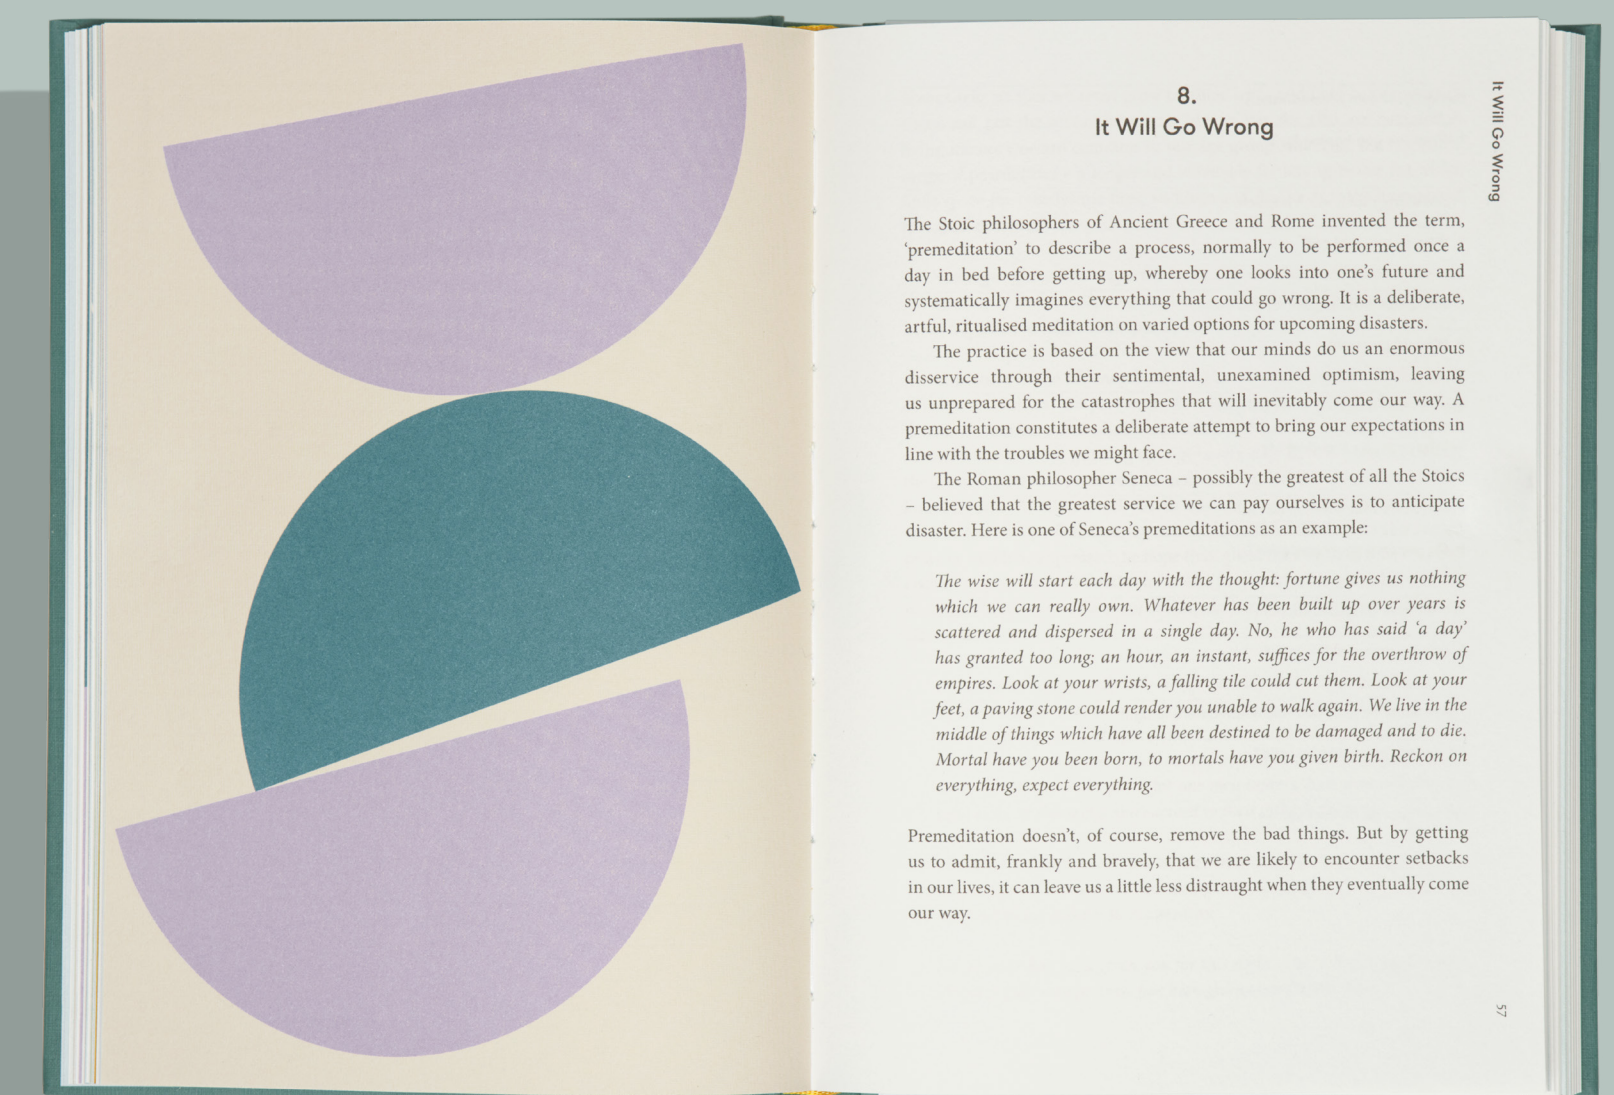 8.
It Will Go Wrong
It Will Go Wrong
The Stoic philosophers of Ancient Greece and Rome invented the term,
‘premeditation’ to describe a process, normally to be performed once a
day in bed before getting up, whereby one looks into one’s future and
systematically imagines everything that could go wrong. It is a deliberate,
artful, ritualised meditation on varied options for upcoming disasters.
The practice is based on the view that our minds do us an enormous
disservice through their sentimental, unexamined optimism, leaving
us unprepared for the catastrophes that will inevitably come our way. A
premeditation constitutes a deliberate attempt to bring our expectations in
line with the troubles we might face.
The Roman philosopher Seneca – possibly the greatest of all the Stoics
– believed that the greatest service we can pay ourselves is to anticipate
disaster. Here is one of Seneca’s premeditations as an example:
The wise will start each day with the thought: fortune gives us nothing
which we can really own. Whatever has been built up over years is
scattered and dispersed in a single day. No, he who has said ‘a day’
has granted too long; an hour, an instant, suffices for the overthrow of
empires. Look at your wrists, a falling tile could cut them. Look at your
feet, a paving stone could render you unable to walk again. We live in the
middle of things which have all been destined to be damaged and to die.
Mortal have you been born, to mortals have you given birth. Reckon on
everything, expect everything.
Premeditation doesn’t, of course, remove the bad things. But by getting
us to admit, frankly and bravely, that we are likely to encounter setbacks
in our lives, it can leave us a little less distraught when they eventually come
our way.
57